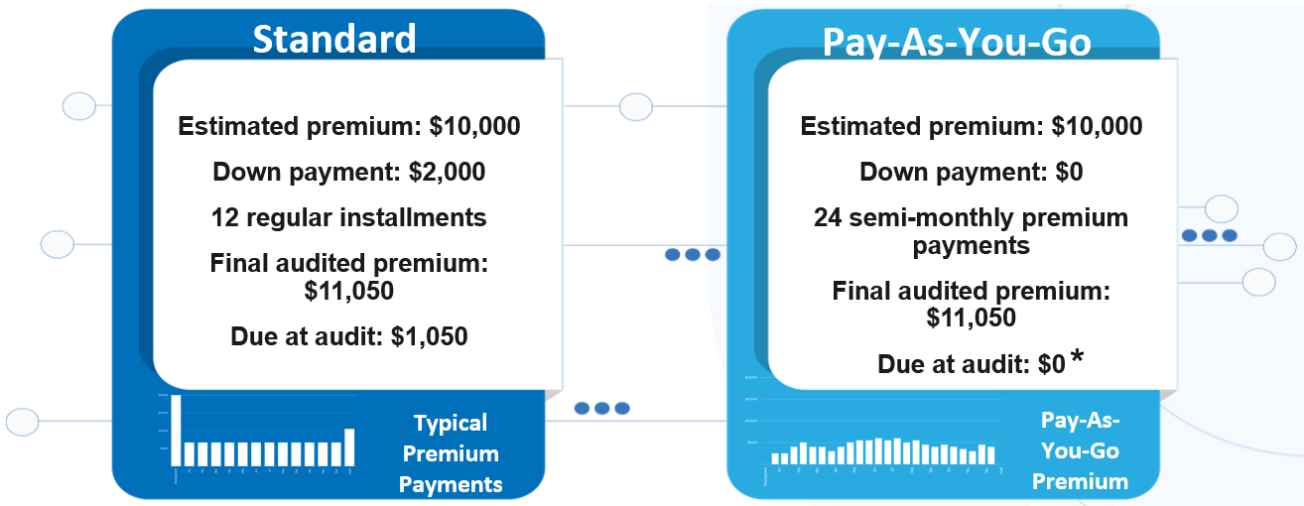 Standard
Estimated premium: $10,000
Down payment: $2,000
12 regular installments
Final audited premium:
$11,050
Due at audit: $1,050
Typical
Premium
Payments
Pay-As-You-Go
Estimated premium: $10,000
Down payment: $0
24 semi-monthly premium
payments
Final audited premium:
$11,050
Due at audit: $0*
Pay-As-
You-Go
Premium